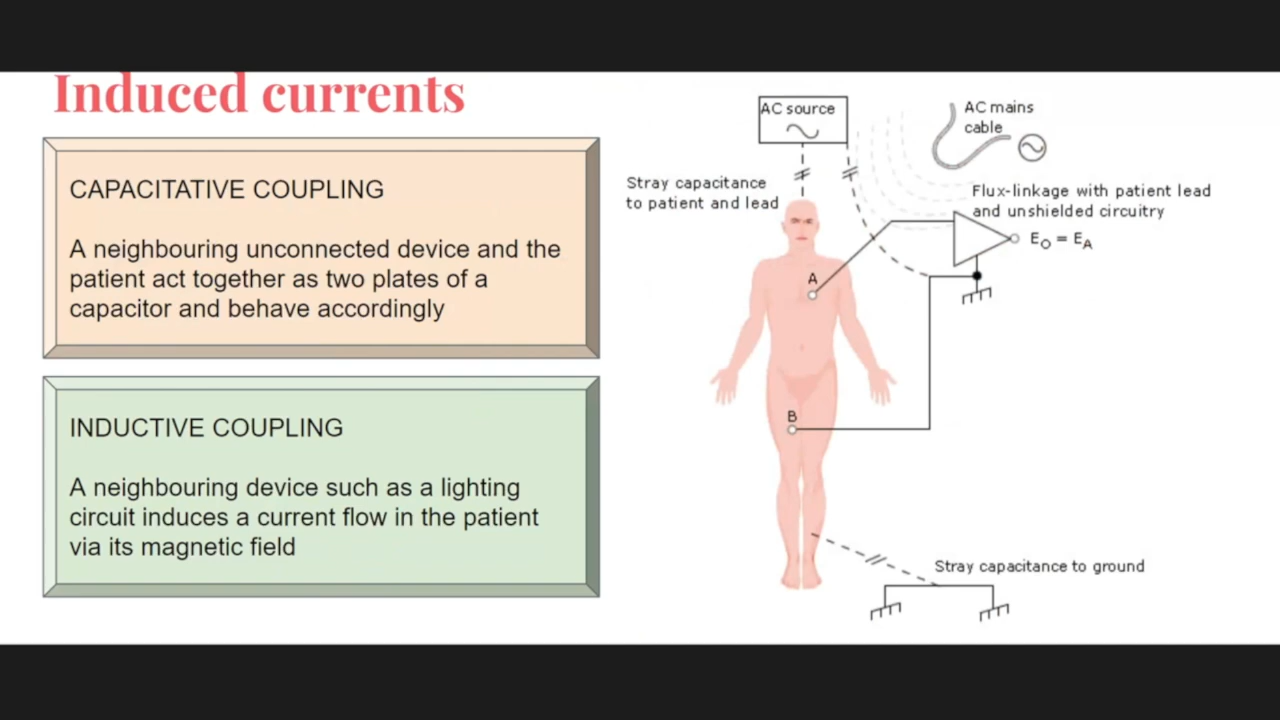 Induced currents
CAPACITATIVE COUPLING
A neighbouring unconnected device and the
patient act together as two plates of a
capacitor and behave accordingly
INDUCTIVE COUPLING
A neighbouring device such as a lighting
circuit induces a current flow in the patient
via its magnetic field
AC source
AC mains
cable
Stray capacitance
to patient and lead
Flux-linkage with patient lead
and unshielded circuitry
E_O = E_A
A
B
Stray capacitance to ground